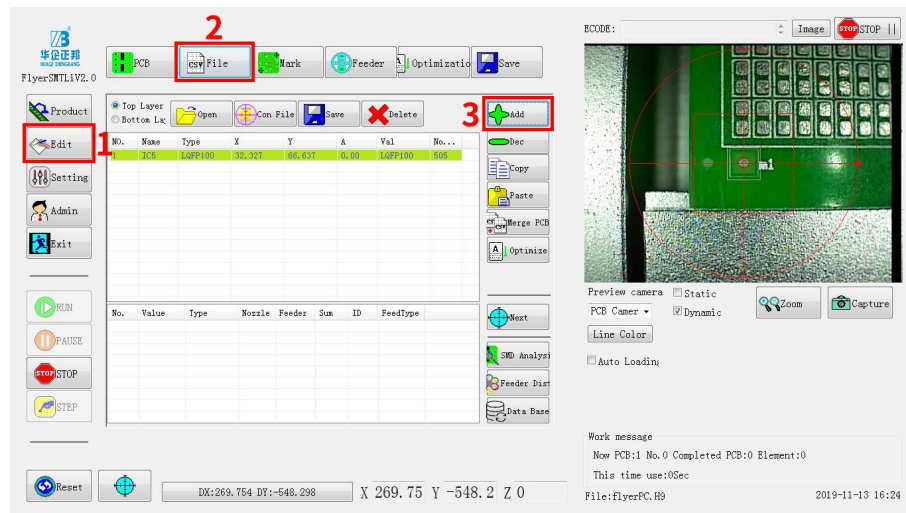 华企正邦
HUAQI ZHENGBANG
FlyerSMTLiV2.0
2
PCB
csv File
Mark
Feeder
A Optimizatio
Save
ECODE:
Image
STOP STOP ||
Product
Edit
1
Setting
Admin
Exit
Top Layer
Bottom La
Open
Con File
Save
Delete
3
Add
Dec
Copy
Paste
Merge PCB
A Optimize
NO. Name Type X Y A Val No...
1 IC5 LQFP100 32.327 66.637 0.00 LQFP100 505
m1
RUN
PAUSE
STOP STOP
STEP
No. Value Type Nozzle Feeder Sum ID FeedType
Next
SMD Analysi
Feeder Dist
Data Base
Preview camera
Static
PCB Camer
Dynamic
Zoom
Capture
Line Color
Auto Loading
Work message
Now PCB:1 No.0 Completed PCB:0 Element:0
This time use:0Sec
Reset
DX:269.754 DY:-548.298
X 269.75 Y -548.2 Z 0
File:flyerPC.H9
2019-11-13 16:24